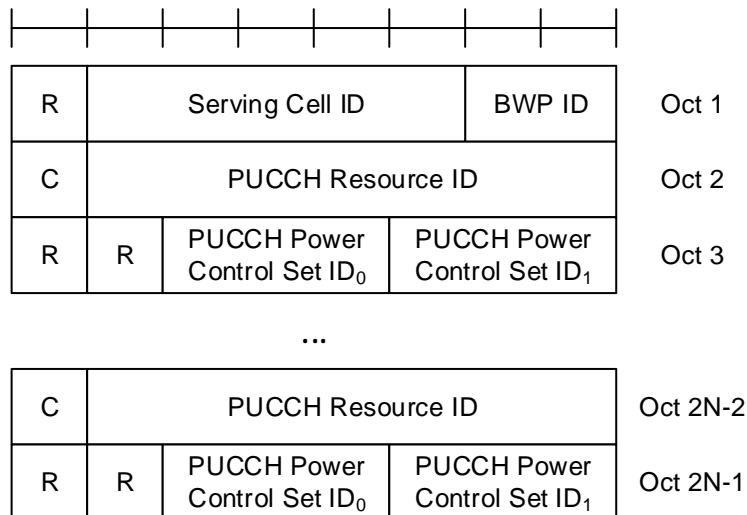 R Serving Cell ID BWP ID Oct 1
C PUCCH Resource ID Oct 2
R R PUCCH Power Control Set ID₀ PUCCH Power Control Set ID₁ Oct 3
...
C PUCCH Resource ID Oct 2N-2
R R PUCCH Power Control Set ID₀ PUCCH Power Control Set ID₁ Oct 2N-1